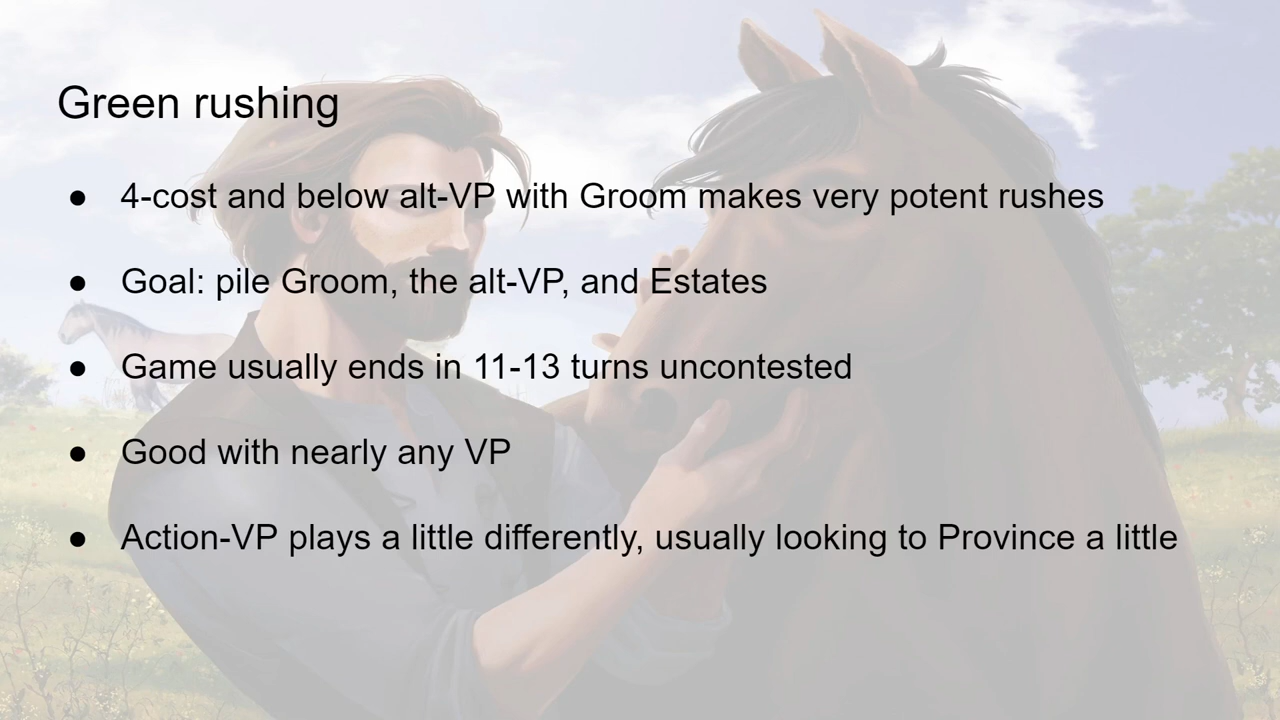 Green rushing
● 4-cost and below alt-VP with Groom makes very potent rushes
● Goal: pile Groom, the alt-VP, and Estates
● Game usually ends in 11-13 turns uncontested
● Good with nearly any VP
● Action-VP plays a little differently, usually looking to Province a little